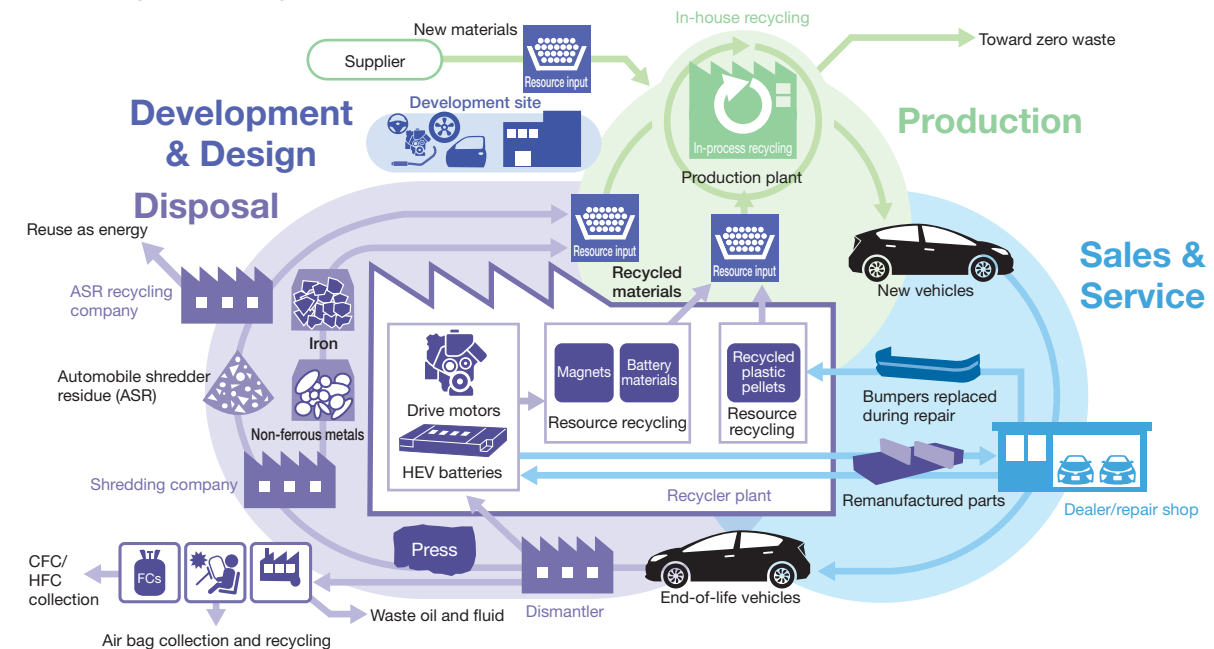 In-house recycling
New materials
Toward zero waste
Supplier
Resource input
Development site
Development
& Design
Production
In-process recycling
Production plant
Disposal
Reuse as energy
Resource input
Resource input
Recycled
materials
New vehicles
Sales &
Service
ASR recycling
company
Iron
Automobile shredder
residue (ASR)
Non-ferrous metals
Drive motors
HEV batteries
Magnets
Battery
materials
Resource recycling
Recycled
plastic
pellets
Resource
recycling
Bumpers replaced
during repair
Shredding company
Recycler plant
Remanufactured parts
Dealer/repair shop
Press
CFC/
HFC
collection
FCs
Waste oil and fluid
Dismantler
End-of-life vehicles
Air bag collection and recycling